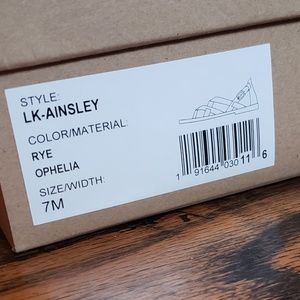 STYLE:
LK-AINSLEY
COLOR/MATERIAL:
RYE
OPHELIA
SIZE/WIDTH:
7M
1 91644 03011 6